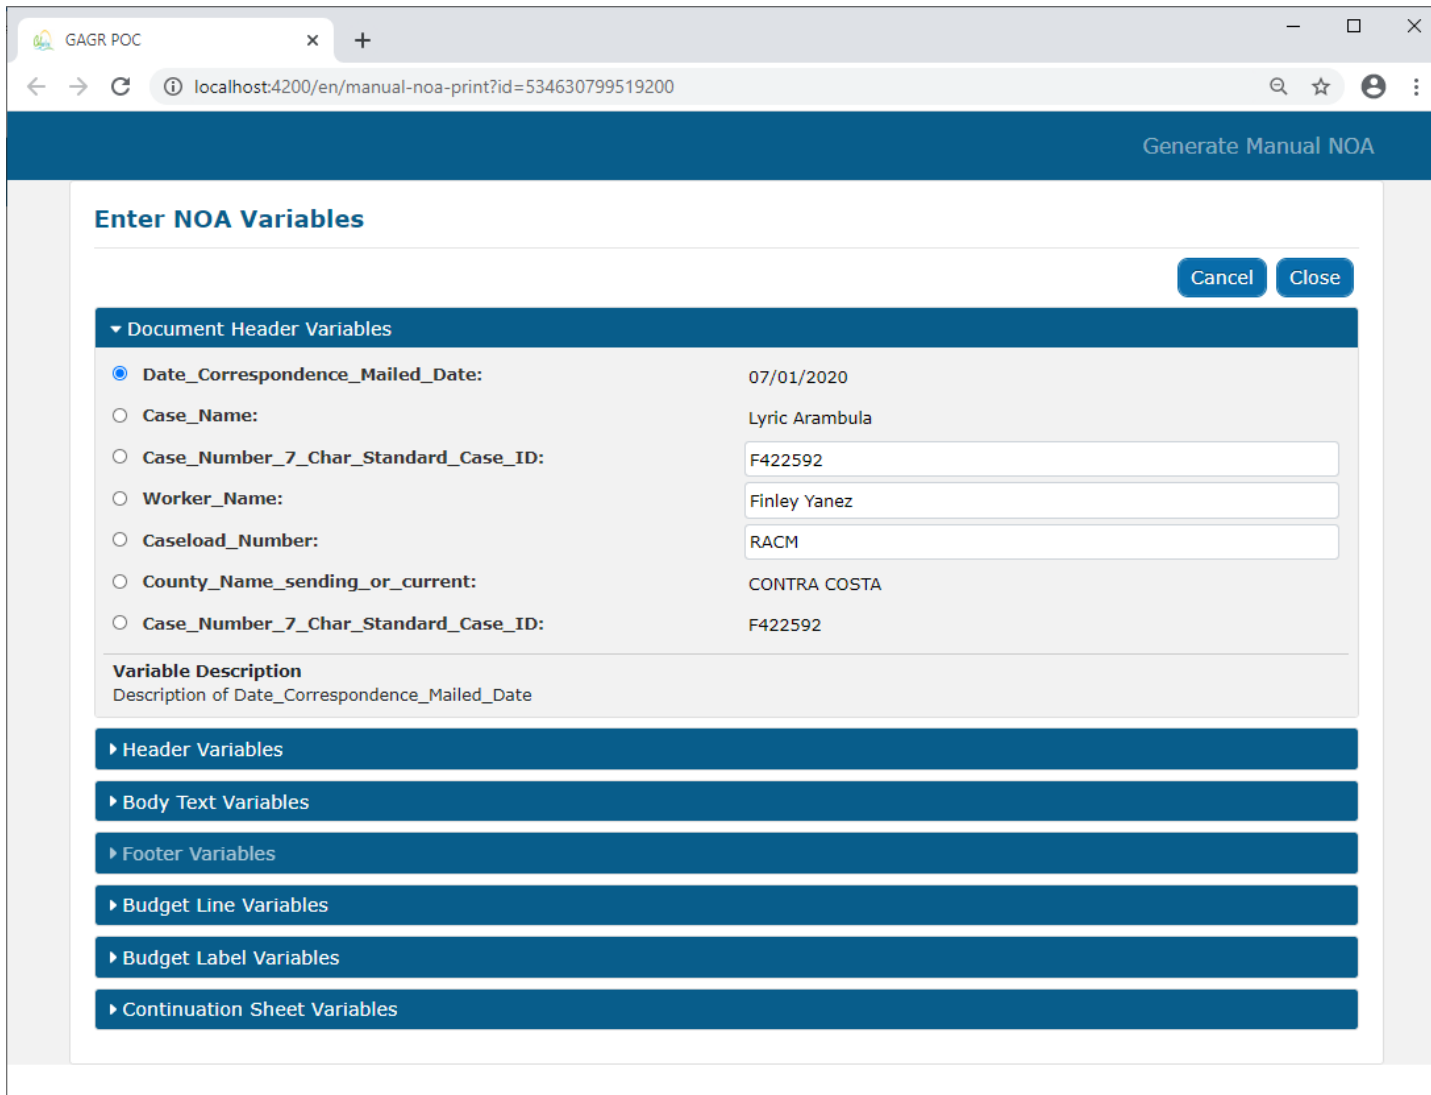 GAGR POC
localhost:4200/en/manual-noa-print?id=534630799519200
Generate Manual NOA
Enter NOA Variables
Cancel Close
Document Header Variables
Date_Correspondence_Mailed_Date: 07/01/2020
Case_Name: Lyric Arambula
Case_Number_7_Char_Standard_Case_ID: F422592
Worker_Name: Finley Yanez
Caseload_Number: RACM
County_Name_sending_or_current: CONTRA COSTA
Case_Number_7_Char_Standard_Case_ID: F422592
Variable Description
Description of Date_Correspondence_Mailed_Date
Header Variables
Body Text Variables
Footer Variables
Budget Line Variables
Budget Label Variables
Continuation Sheet Variables